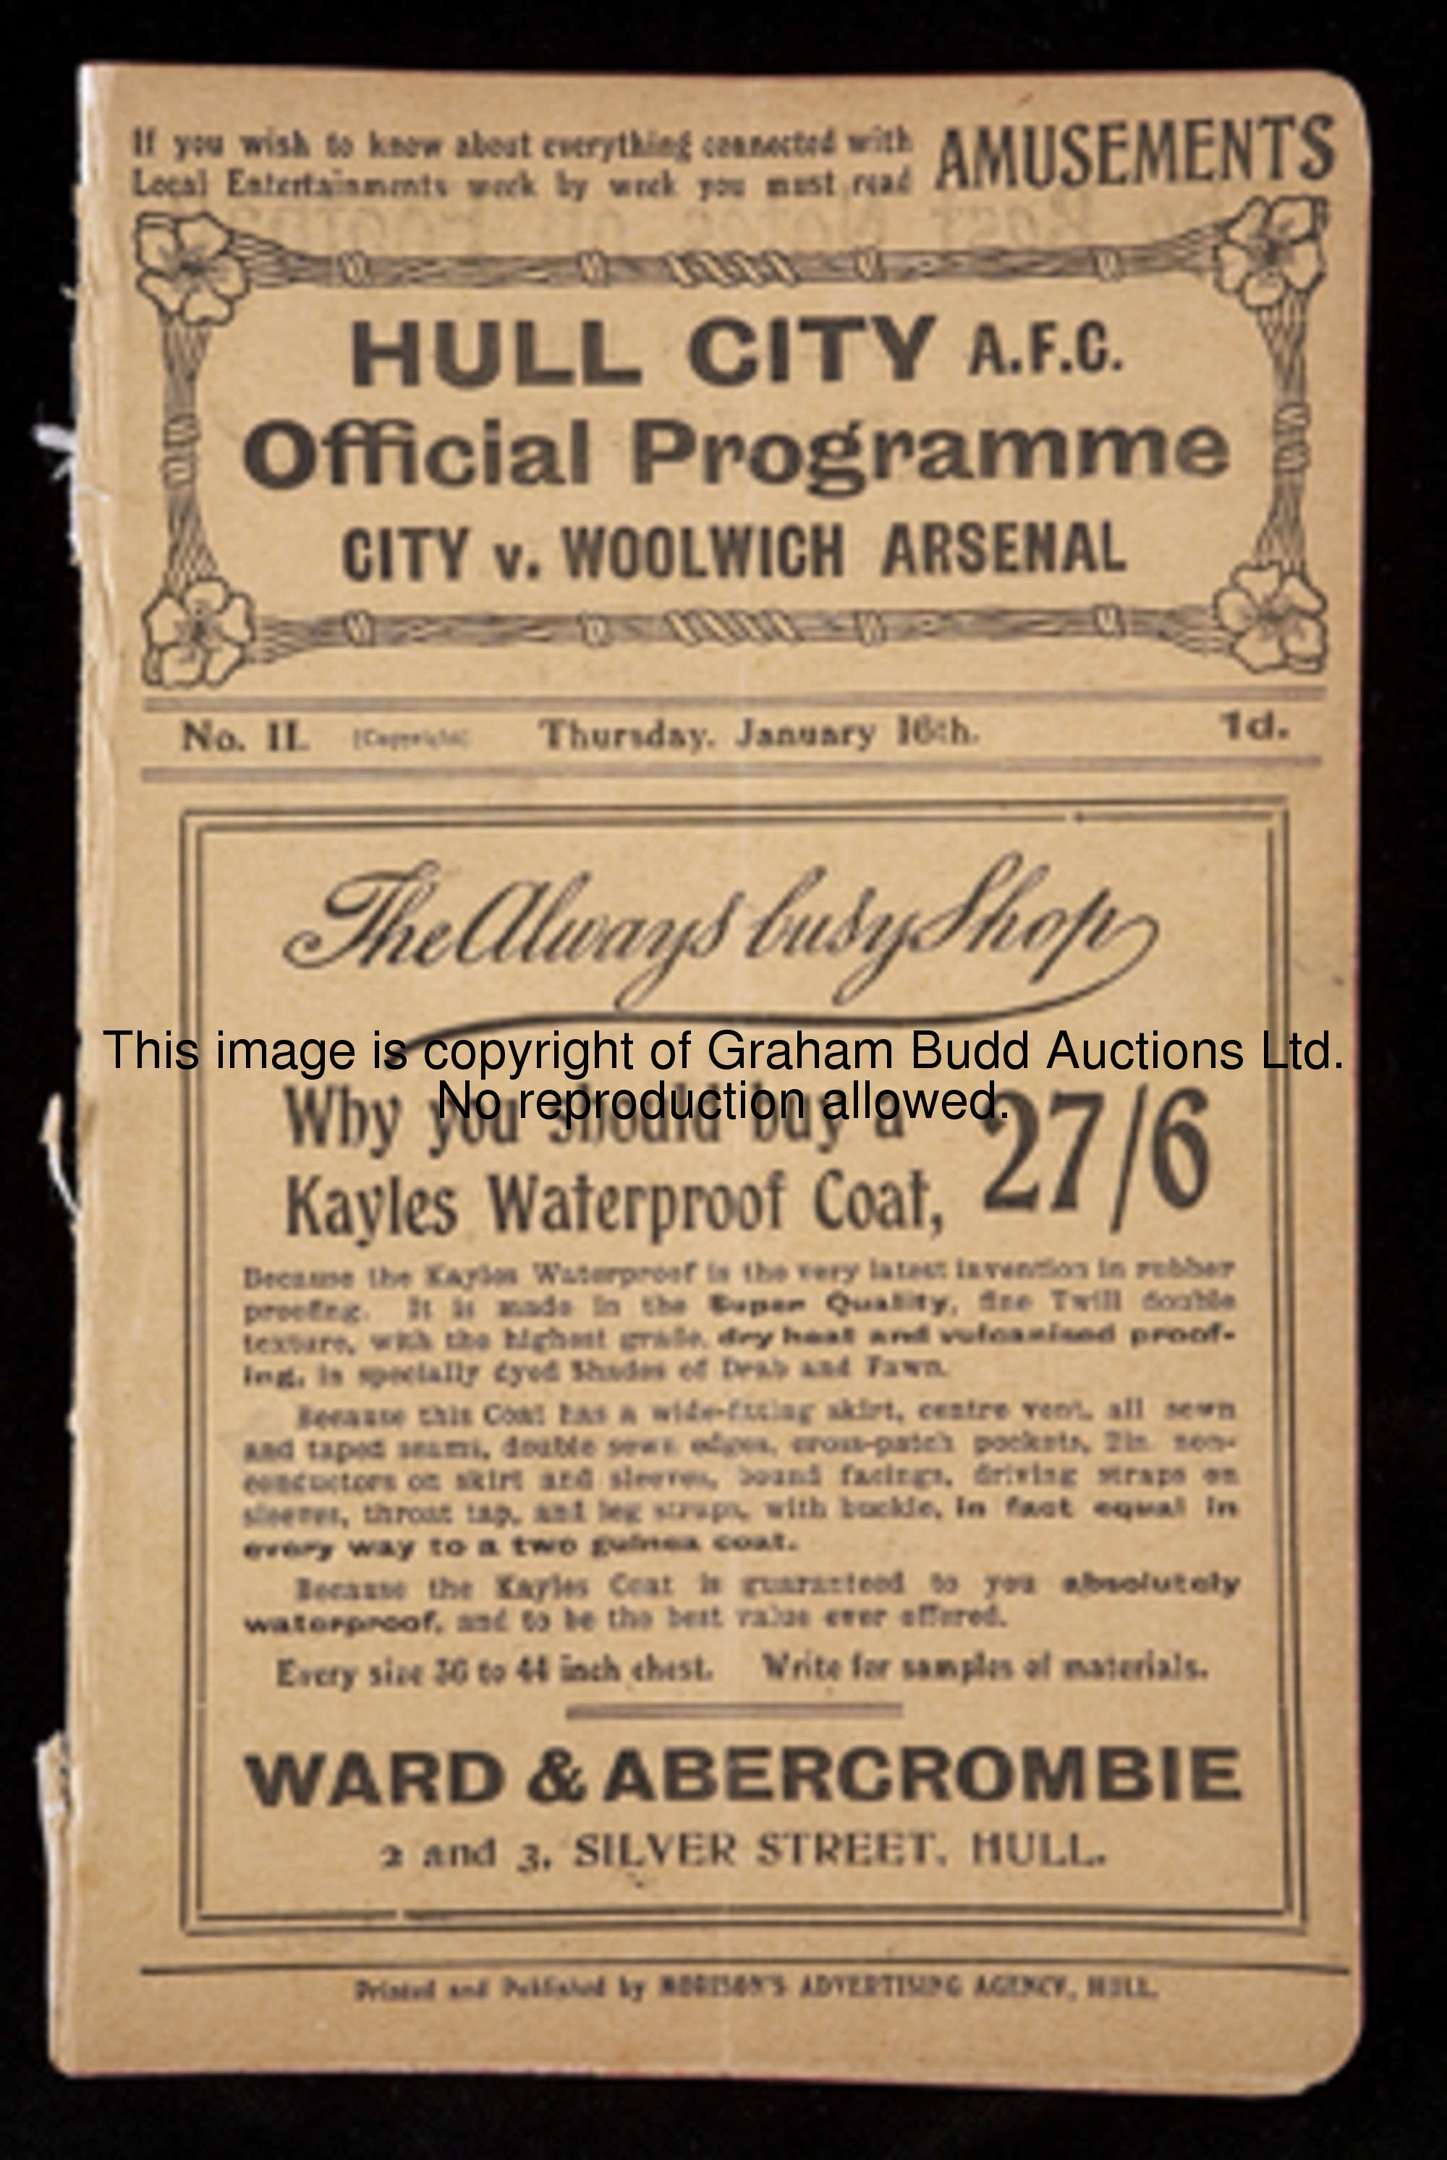 If you wish to know about everything connected with AMUSEMENTS
Local Entertainments week by week you must read
HULL CITY A.F.C.
Official Programme
CITY v. WOOLWICH ARSENAL
No. 11. [Copyright] Thursday, January 16th. 1d.
The Always busy Shop
This image is copyright of Graham Budd Auctions Ltd.
No reproduction allowed.
Why you should buy a 27/6
Kayles Waterproof Coat,
Because the Kayles Waterproof is the very latest invention in rubber
proofing. It is made in the Super Quality, fine Twill double
texture, with the highest grade, dry heat and vulcanised proof-
ing, in specially dyed Shades of Drab and Fawn.
Because this Coat has a wide-fitting skirt, centre vent, all sewn
and taped seams, double sewn edges, cross-patch pockets, 2in. non-
conductors on skirt and sleeves, bound facings, driving straps on
sleeves, throat tap, and leg straps, with buckle, in fact equal in
every way to a two guinea coat.
Because the Kayles Coat is guaranteed to you absolutely
waterproof, and to be the best value ever offered.
Every size 36 to 44 inch chest. Write for samples of materials.
WARD & ABERCROMBIE
2 and 3, SILVER STREET, HULL.
Printed and Published by MORISON'S ADVERTISING AGENCY, HULL.